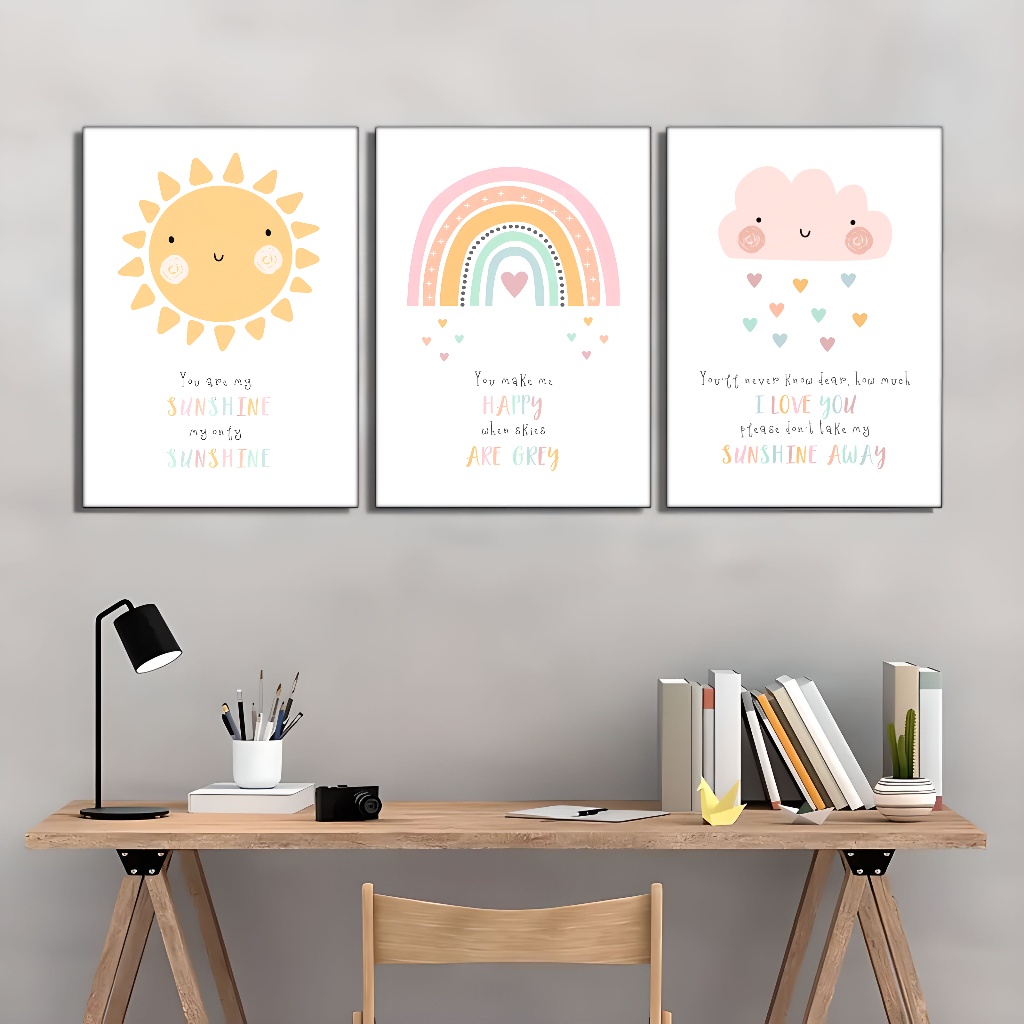 You are my
SUNSHINE
my only
SUNSHINE
You make me
HAPPY
when skies
ARE GREY
You'll never know dear, how much
I LOVE YOU
please don't take my
SUNSHINE AWAY